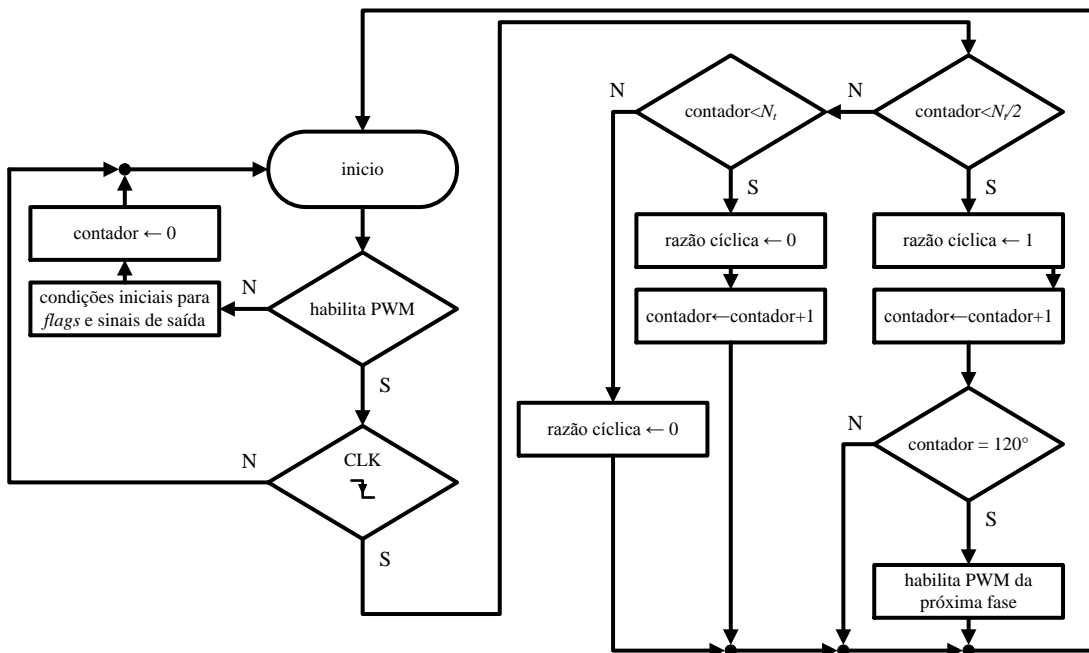 inicio
contador ← 0
condições iniciais para
flags e sinais de saída
N
habilita PWM
S
N
CLK
S
N
contador<Nt
N
contador<Nt/2
S
S
razão cíclica ← 0
razão cíclica ← 1
contador←contador+1
contador←contador+1
razão cíclica ← 0
N
contador = 120°
S
habilita PWM da
próxima fase